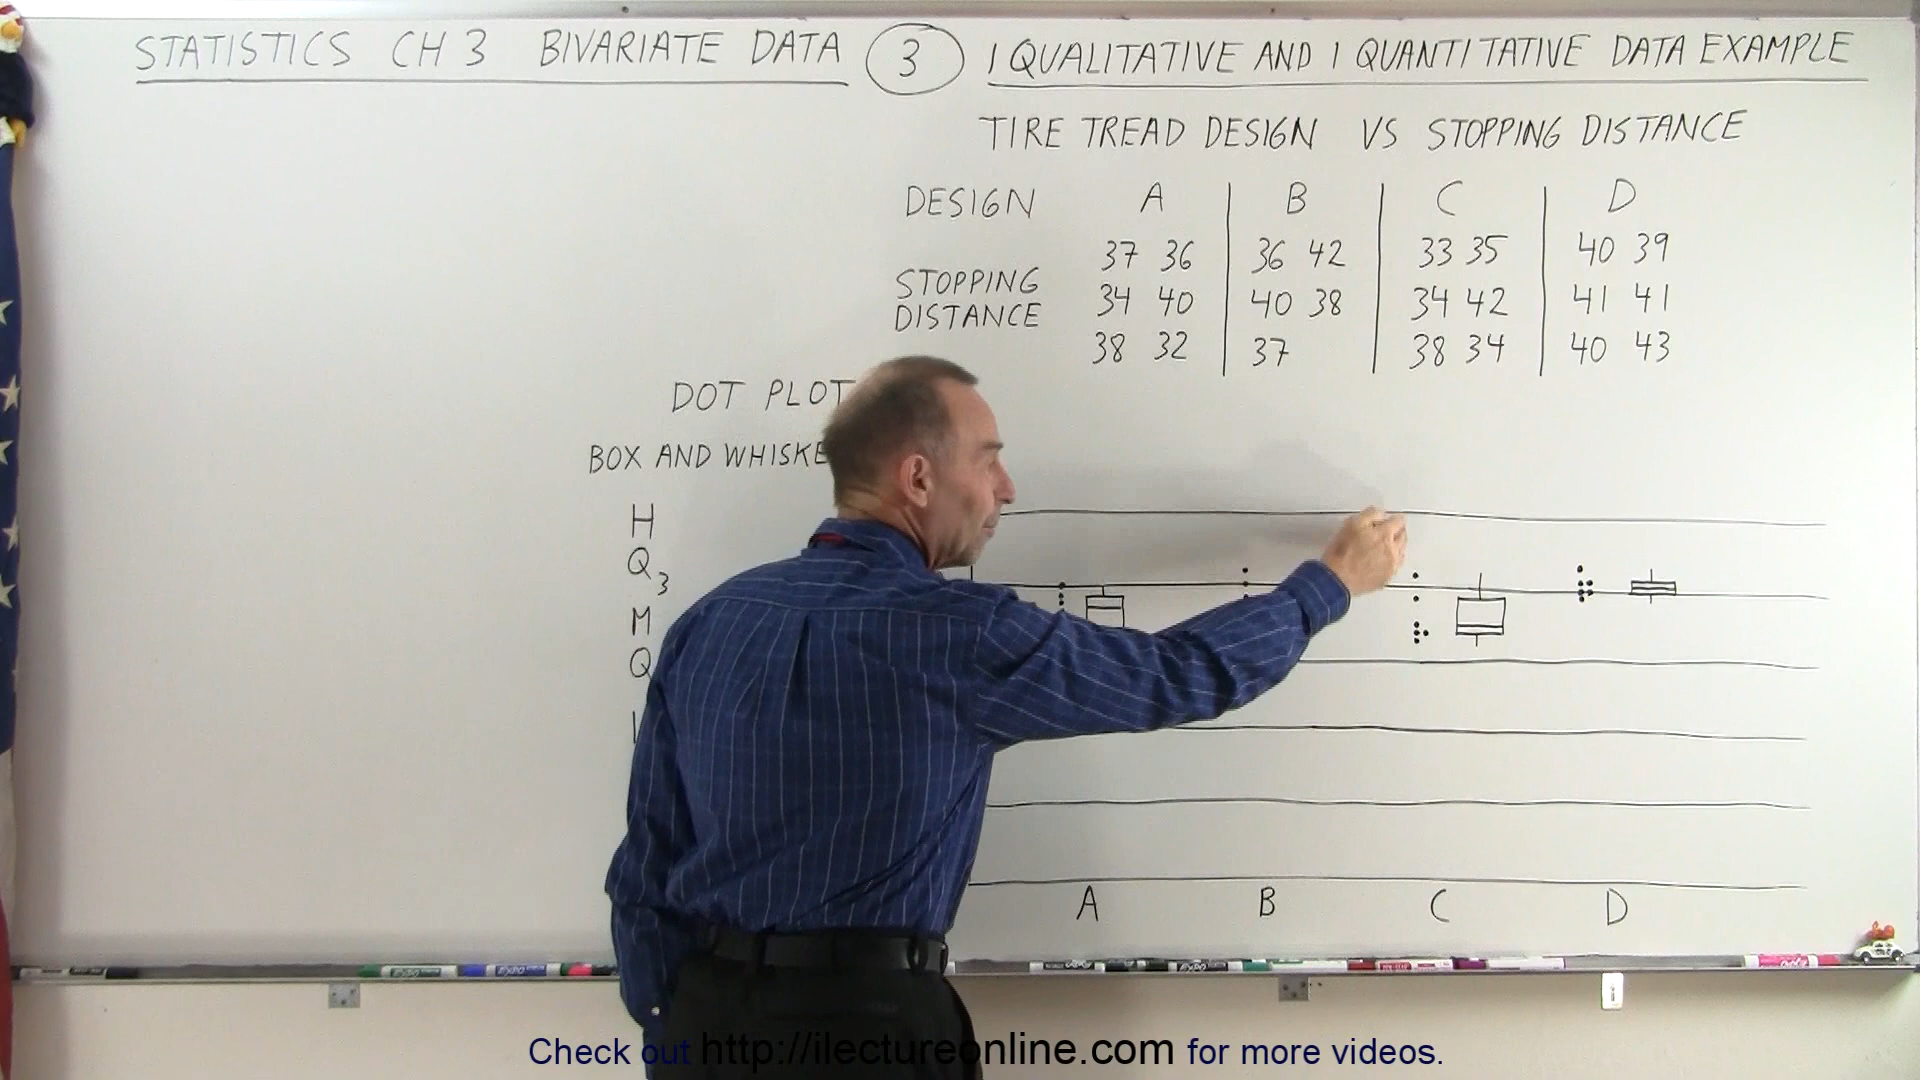 STATISTICS CH 3 BIVARIATE DATA 3 1 QUALITATIVE AND 1 QUANTITATIVE DATA EXAMPLE
TIRE TREAD DESIGN VS STOPPING DISTANCE
DESIGN A B C D
37 36 36 42 33 35 40 39
STOPPING
DISTANCE
34 40 40 38 34 42 41 41
38 32 37 38 34 40 43
DOT PLOT
BOX AND WHISKE
H
Q3
M
Q
A B C D
EXPO EXPO EXPO
Check out http://ilectureonline.com for more videos.